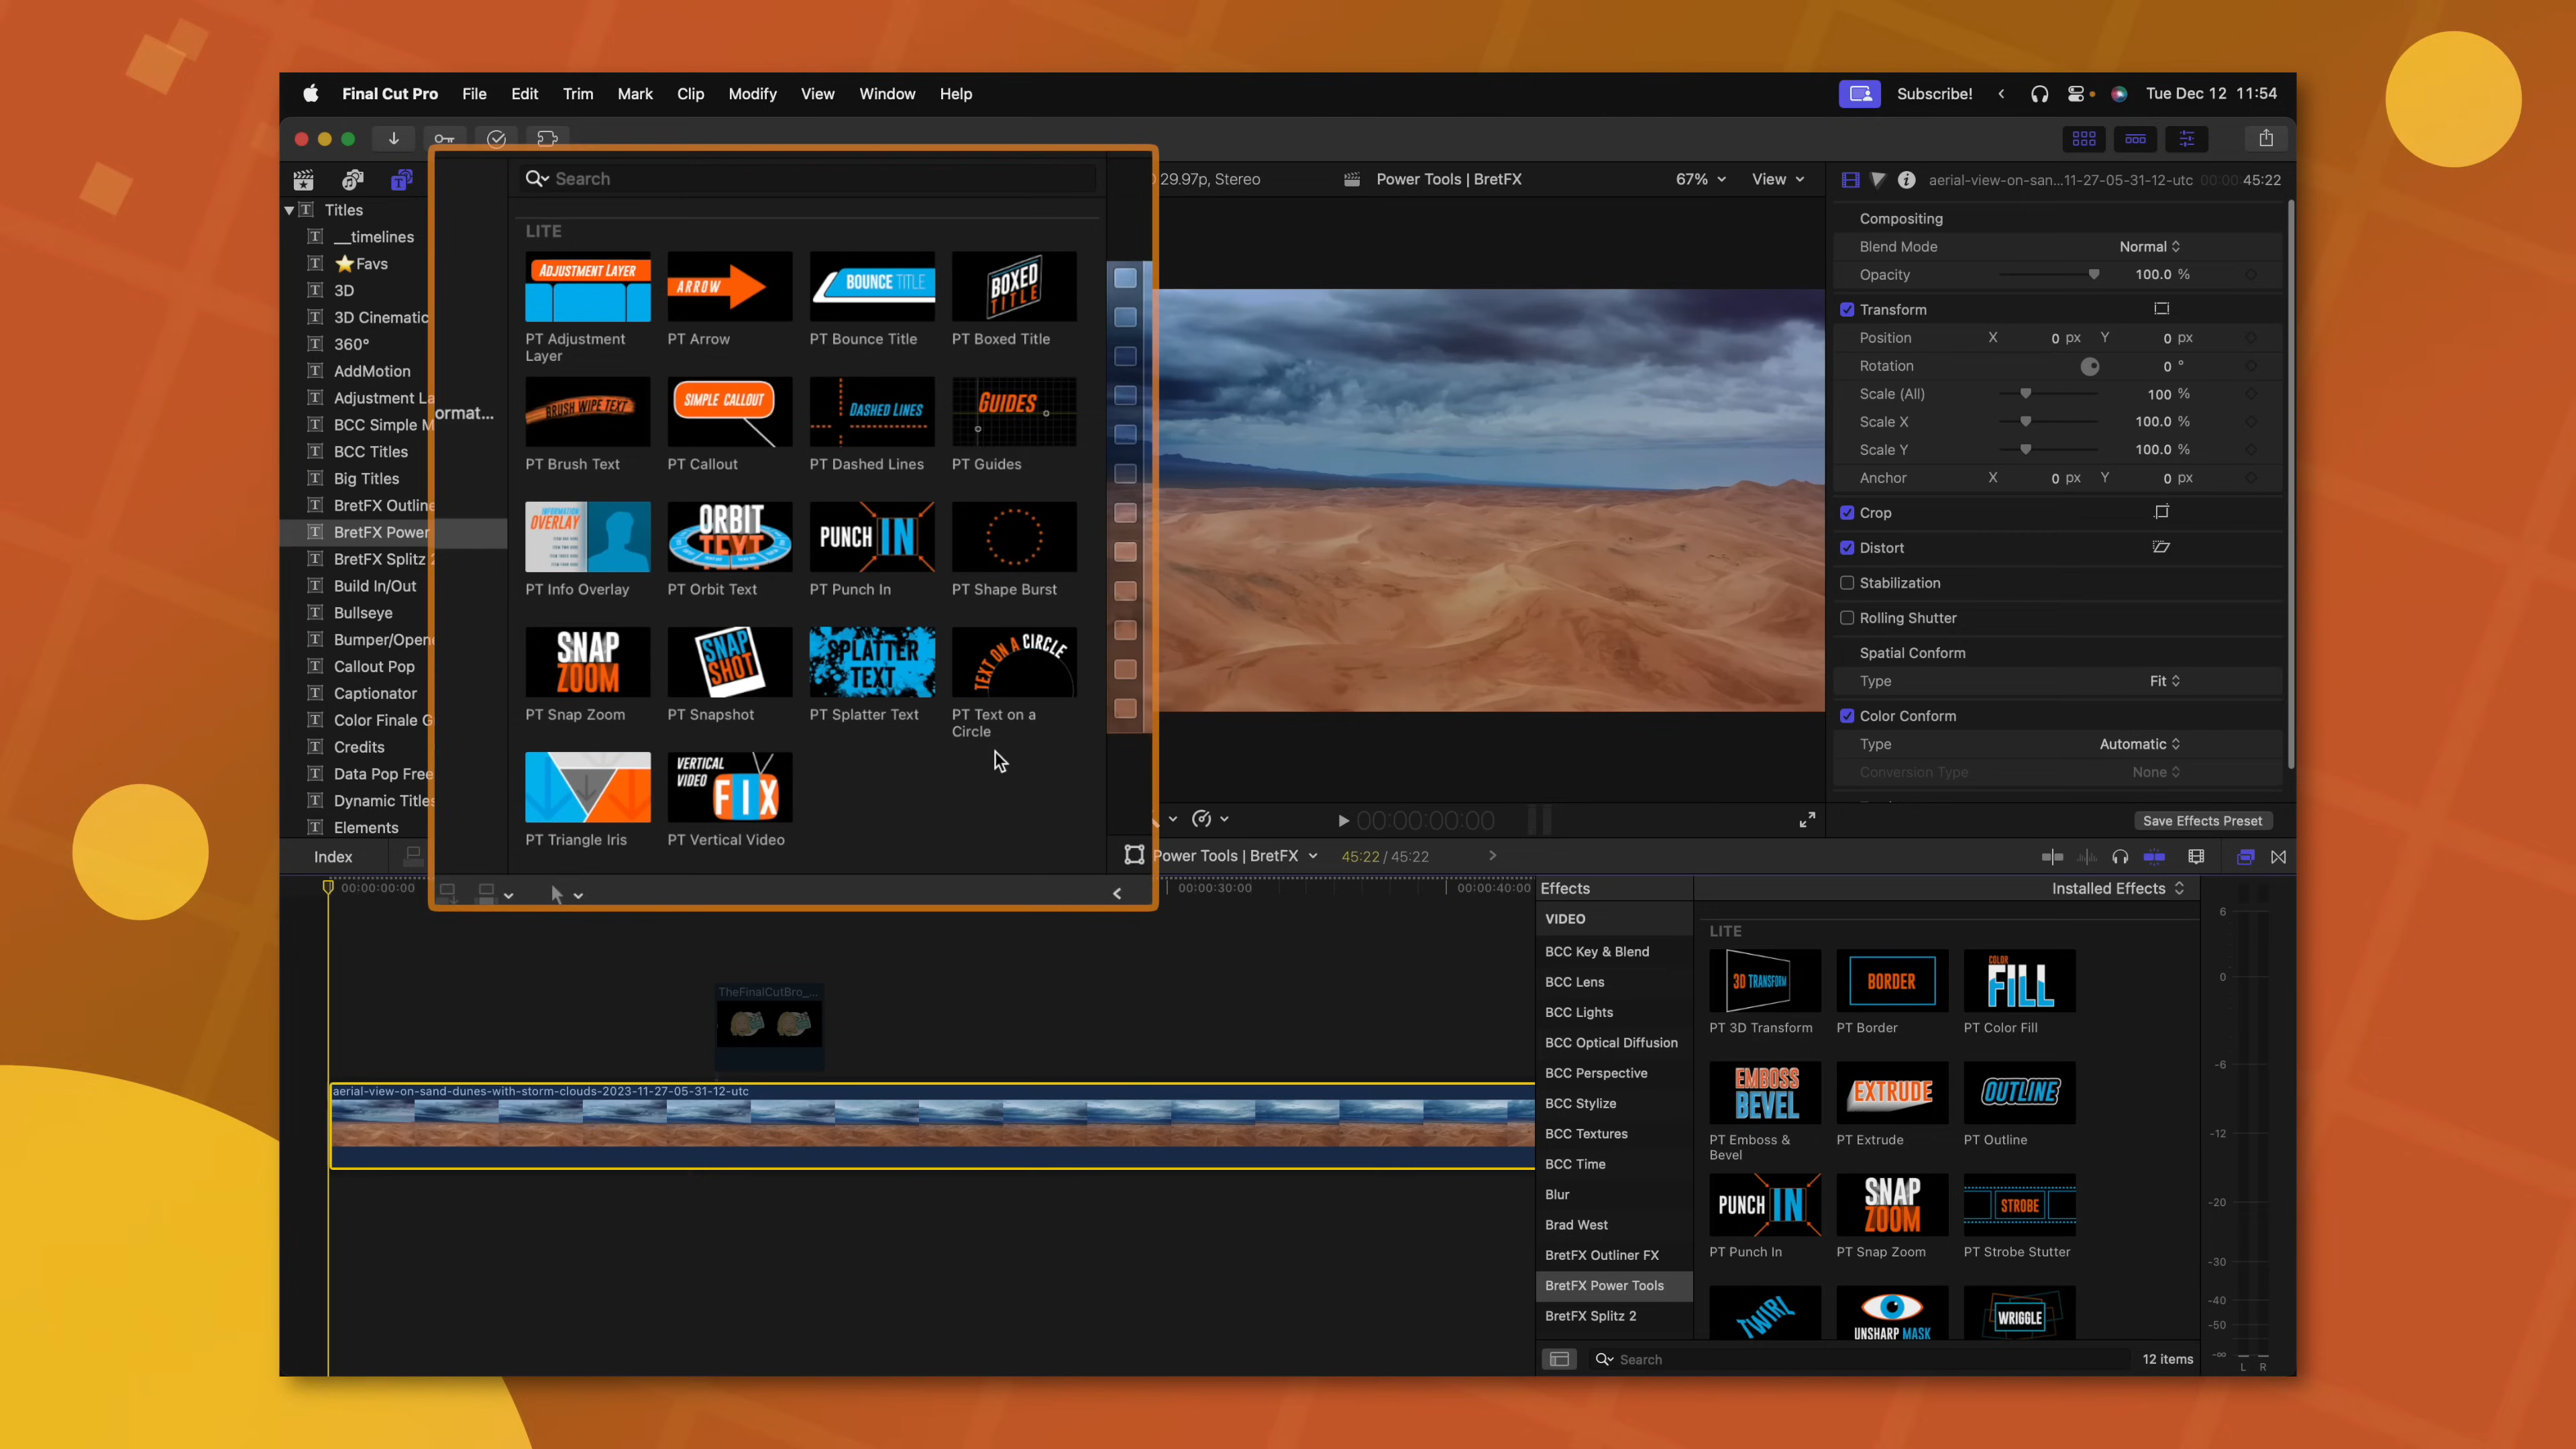 Final Cut Pro File Edit Trim Mark Clip Modify View Window Help
Subscribe! Tue Dec 12 11:54
Titles
__timelines
Favs
3D
3D Cinematic
360°
AddMotion
Adjustment La
BCC Simple M
BCC Titles
Big Titles
BretFX Outline
BretFX Power
BretFX Splitz 2
Build In/Out
Bullseye
Bumper/Opene
Callout Pop
Captionator
Color Finale G
Credits
Data Pop Free
Dynamic Titles
Elements
ormat...
Search
LITE
ADJUSTMENT LAYER
ARROW
BOUNCE TITLE
BOXED TITLE
PT Adjustment Layer
PT Arrow
PT Bounce Title
PT Boxed Title
BRUSH WIPE TEXT
SIMPLE CALLOUT
DASHED LINES
GUIDES
PT Brush Text
PT Callout
PT Dashed Lines
PT Guides
INFORMATION
OVERLAY
ORBIT TEXT
PUNCH IN
PT Info Overlay
PT Orbit Text
PT Punch In
PT Shape Burst
SNAP ZOOM
SNAP SHOT
SPLATTER TEXT
TEXT ON A CIRCLE
PT Snap Zoom
PT Snapshot
PT Splatter Text
PT Text on a Circle
VERTICAL VIDEO FIX
PT Triangle Iris
PT Vertical Video
29.97p, Stereo
Power Tools | BretFX
67%
View
00:00:00:00
aerial-view-on-san...11-27-05-31-12-utc 00:00:45:22
Compositing
Blend Mode Normal
Opacity 100.0 %
Transform
Position X 0 px Y 0 px
Rotation 0 °
Scale (All) 100 %
Scale X 100.0 %
Scale Y 100.0 %
Anchor X 0 px Y 0 px
Crop
Distort
Stabilization
Rolling Shutter
Spatial Conform
Type Fit
Color Conform
Type Automatic
Conversion Type None
Save Effects Preset
Index
Power Tools | BretFX
45:22 / 45:22
00:00:00:00
00:00:30:00
00:00:40:00
TheFinalCutBro_...
aerial-view-on-sand-dunes-with-storm-clouds-2023-11-27-05-31-12-utc
Effects
Installed Effects
VIDEO
BCC Key & Blend
BCC Lens
BCC Lights
BCC Optical Diffusion
BCC Perspective
BCC Stylize
BCC Textures
BCC Time
Blur
Brad West
BretFX Outliner FX
BretFX Power Tools
BretFX Splitz 2
LITE
3D TRANSFORM
BORDER
COLOR FILL
PT 3D Transform
PT Border
PT Color Fill
EMBOSS BEVEL
EXTRUDE
OUTLINE
PT Emboss & Bevel
PT Extrude
PT Outline
PUNCH IN
SNAP ZOOM
STROBE
PT Punch In
PT Snap Zoom
PT Strobe Stutter
TWIRL
UNSHARP MASK
WRIGGLE
Search
12 items
6
0
-6
-12
-20
-30
-40
-50
-∞
L R